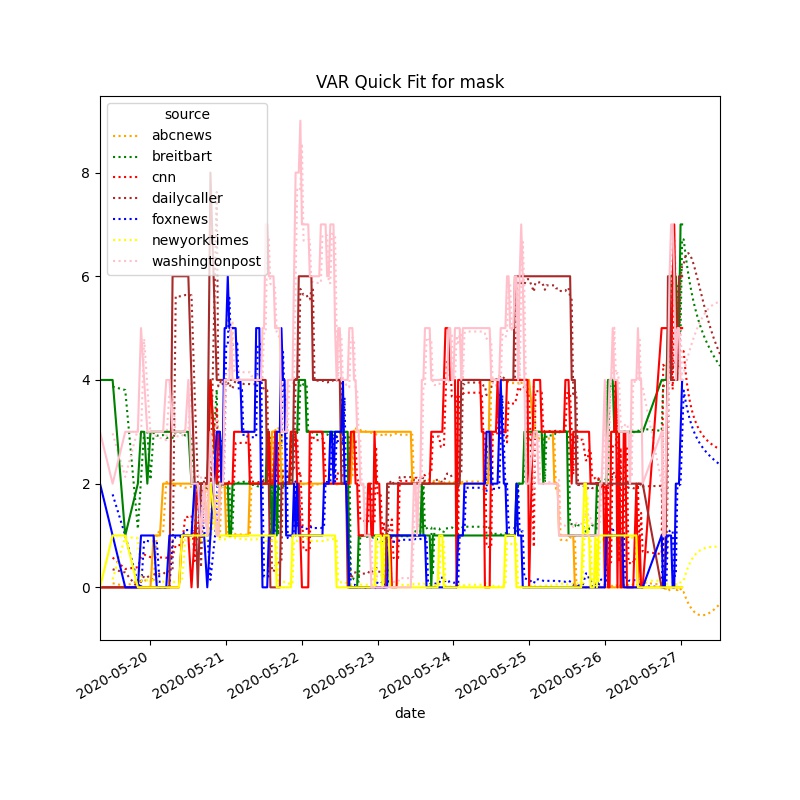 VAR Quick Fit for mask
source
abcnews
breitbart
cnn
dailycaller
foxnews
newyorktimes
washingtonpost
8
6
4
2
0
2020-05-20
2020-05-21
2020-05-22
2020-05-23
2020-05-24
2020-05-25
2020-05-26
2020-05-27
date